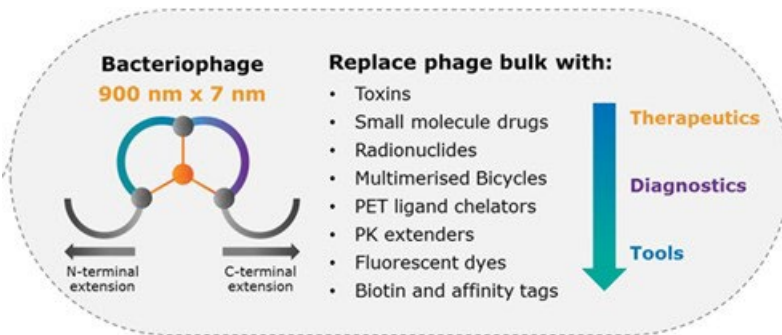 Bacteriophage
900 nm x 7 nm
N-terminal
extension
C-terminal
extension
Replace phage bulk with:
• Toxins
• Small molecule drugs
• Radionuclides
• Multimerised Bicycles
• PET ligand chelators
• PK extenders
• Fluorescent dyes
• Biotin and affinity tags
Therapeutics
Diagnostics
Tools